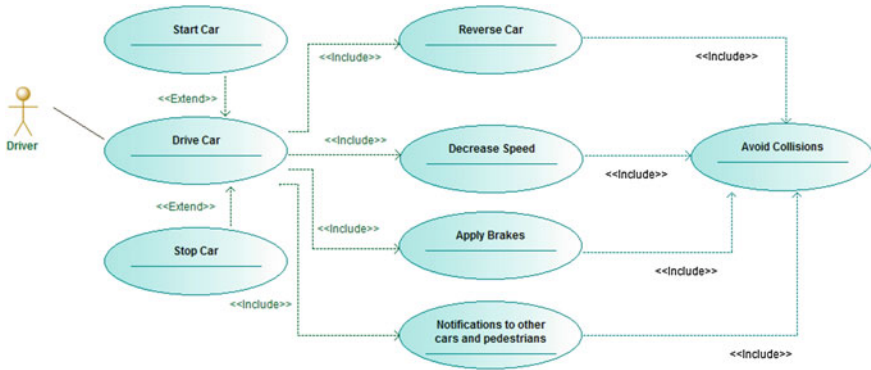 Start Car
Reverse Car
<<Include>>
<<Include>>
<<Extend>>
Driver
Drive Car
<<Include>>
Decrease Speed
<<Include>>
Avoid Collisions
<<Extend>>
Stop Car
<<Include>>
Apply Brakes
<<Include>>
<<Include>>
Notifications to other
cars and pedestrians
<<Include>>